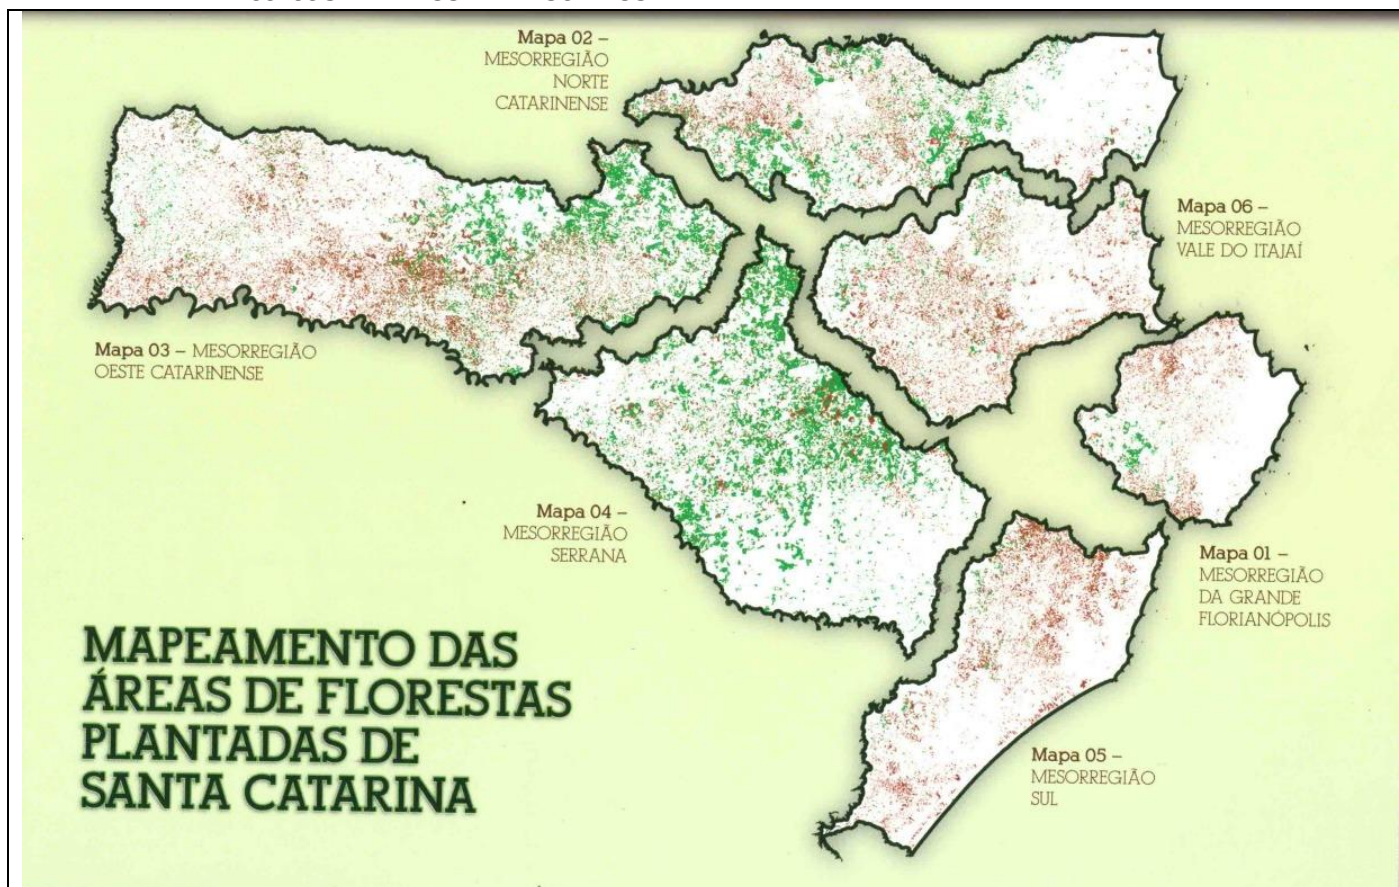 Mapa 02 –
MESORREGIÃO
NORTE
CATARINENSE
Mapa 06 –
MESORREGIÃO
VALE DO ITAJAÍ
Mapa 03 – MESORREGIÃO
OESTE CATARINENSE
Mapa 04 –
MESORREGIÃO
SERRANA
Mapa 01 –
MESORREGIÃO
DA GRANDE
FLORIANÓPOLIS
MAPEAMENTO DAS
ÁREAS DE FLORESTAS
PLANTADAS DE
SANTA CATARINA
Mapa 05 –
MESORREGIÃO
SUL